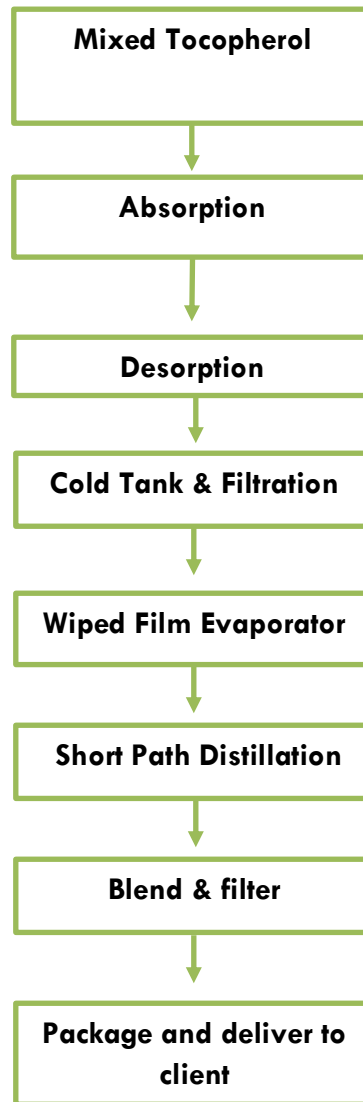 Mixed Tocopherol
Absorption
Desorption
Cold Tank & Filtration
Wiped Film Evaporator
Short Path Distillation
Blend & filter
Package and deliver to
client